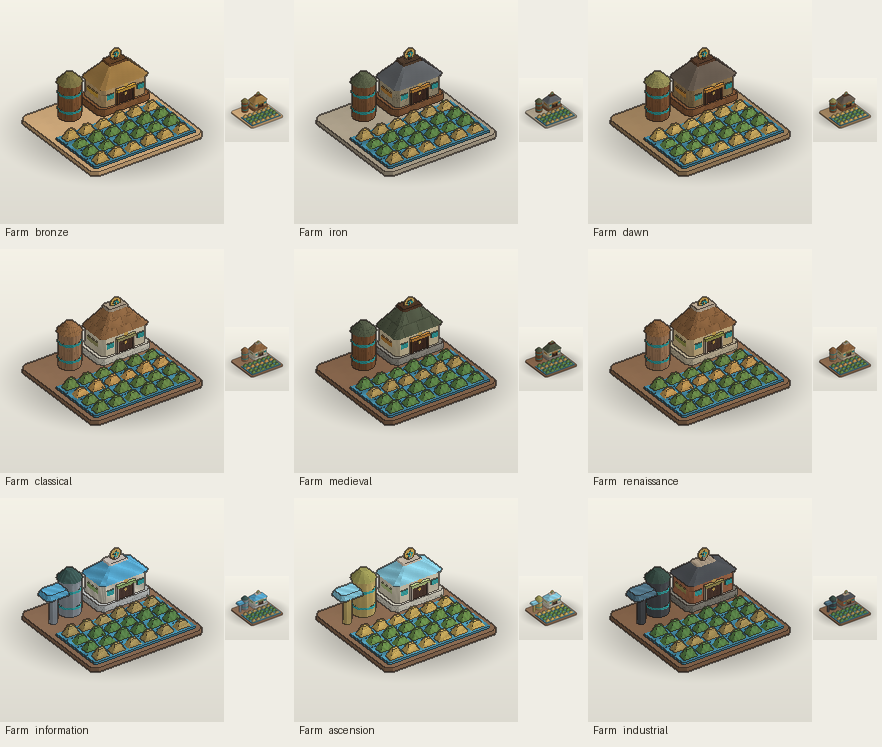 Farm bronze
Farm iron
Farm dawn
Farm classical
Farm medieval
Farm renaissance
Farm information
Farm ascension
Farm industrial